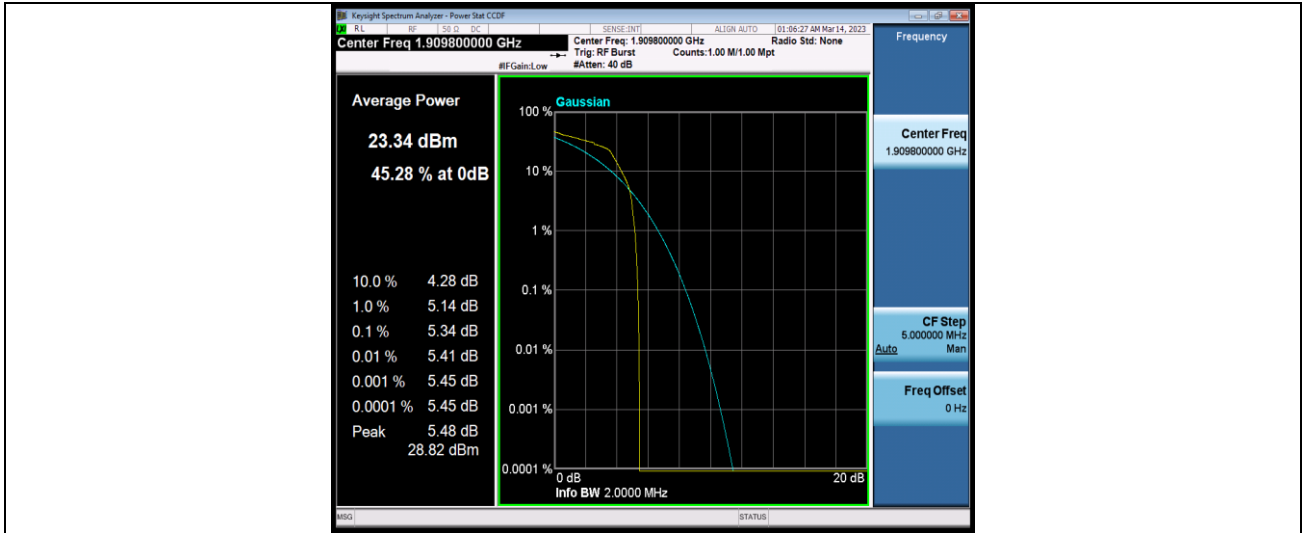 Keysight Spectrum Analyzer - Power Stat CCDF
RL RF 50 Ω DC SENSE:INT ALIGN AUTO 01:06:27 AM Mar 14, 2023
Center Freq 1.909800000 GHz
Center Freq: 1.909800000 GHz Radio Std: None
Trig: RF Burst Counts:1.00 M/1.00 Mpt
#IFGain:Low #Atten: 40 dB
Frequency
Average Power
23.34 dBm
45.28 % at 0dB
10.0 % 4.28 dB
1.0 % 5.14 dB
0.1 % 5.34 dB
0.01 % 5.41 dB
0.001 % 5.45 dB
0.0001 % 5.45 dB
Peak 5.48 dB
28.82 dBm
Gaussian
100 %
10 %
1 %
0.1 %
0.01 %
0.001 %
0.0001 %
0 dB 20 dB
Info BW 2.0000 MHz
Center Freq
1.909800000 GHz
CF Step
5.000000 MHz
Auto Man
Freq Offset
0 Hz
MSG STATUS